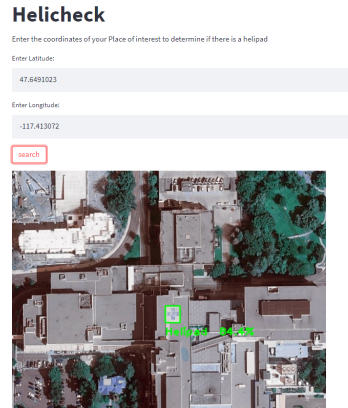 Helicheck
Enter the coordinates of your Place of interest to determine if there is a helipad
Enter Latitude:
47.6491023
Enter Longitude:
-117.413072
search
Helipad